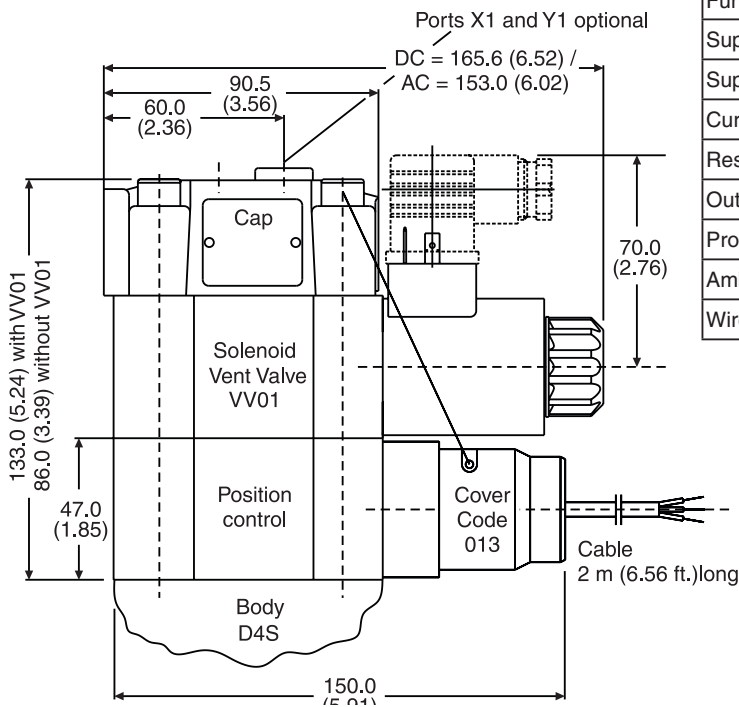 Ports X1 and Y1 optional
DC = 165.6 (6.52) /
AC = 153.0 (6.02)
90.5
(3.56)
60.0
(2.36)
Cap
70.0
(2.76)
133.0 (5.24) with VV01
86.0 (3.39) without VV01
Solenoid
Vent Valve
VV01
47.0
(1.85)
Position
control
Cover
Code
013
Cable
2 m (6.56 ft.)long
Body
D4S
150.0
(5.91)
Sup
Sup
Cur
Res
Out
Pro
Am
Wir